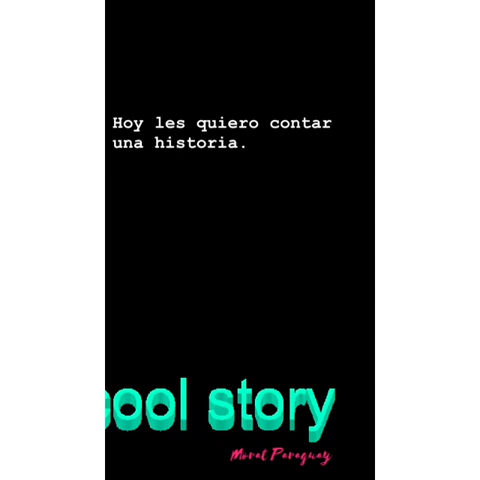 Hoy les quiero contar
una historia.
cool story
Morat Paraguay